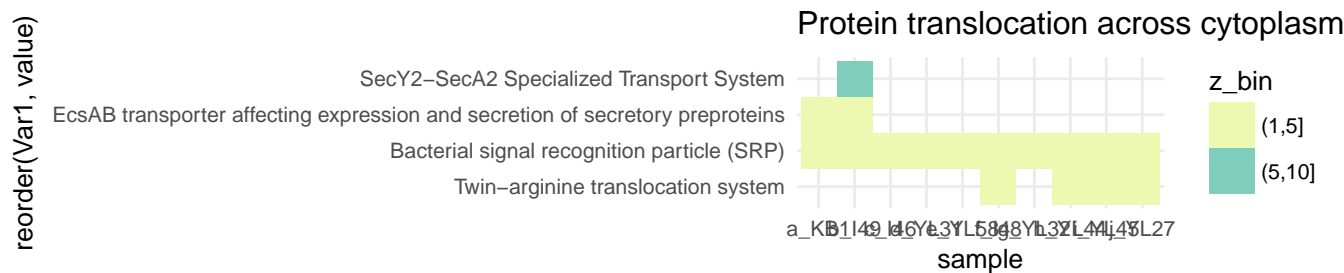 Protein translocation across cytoplasm
reorder(Var1, value)
SecY2−SecA2 Specialized Transport System
EcsAB transporter affecting expression and secretion of secretory preproteins
Bacterial signal recognition particle (SRP)
Twin−arginine translocation system
sample
z_bin
(1,5]
(5,10]